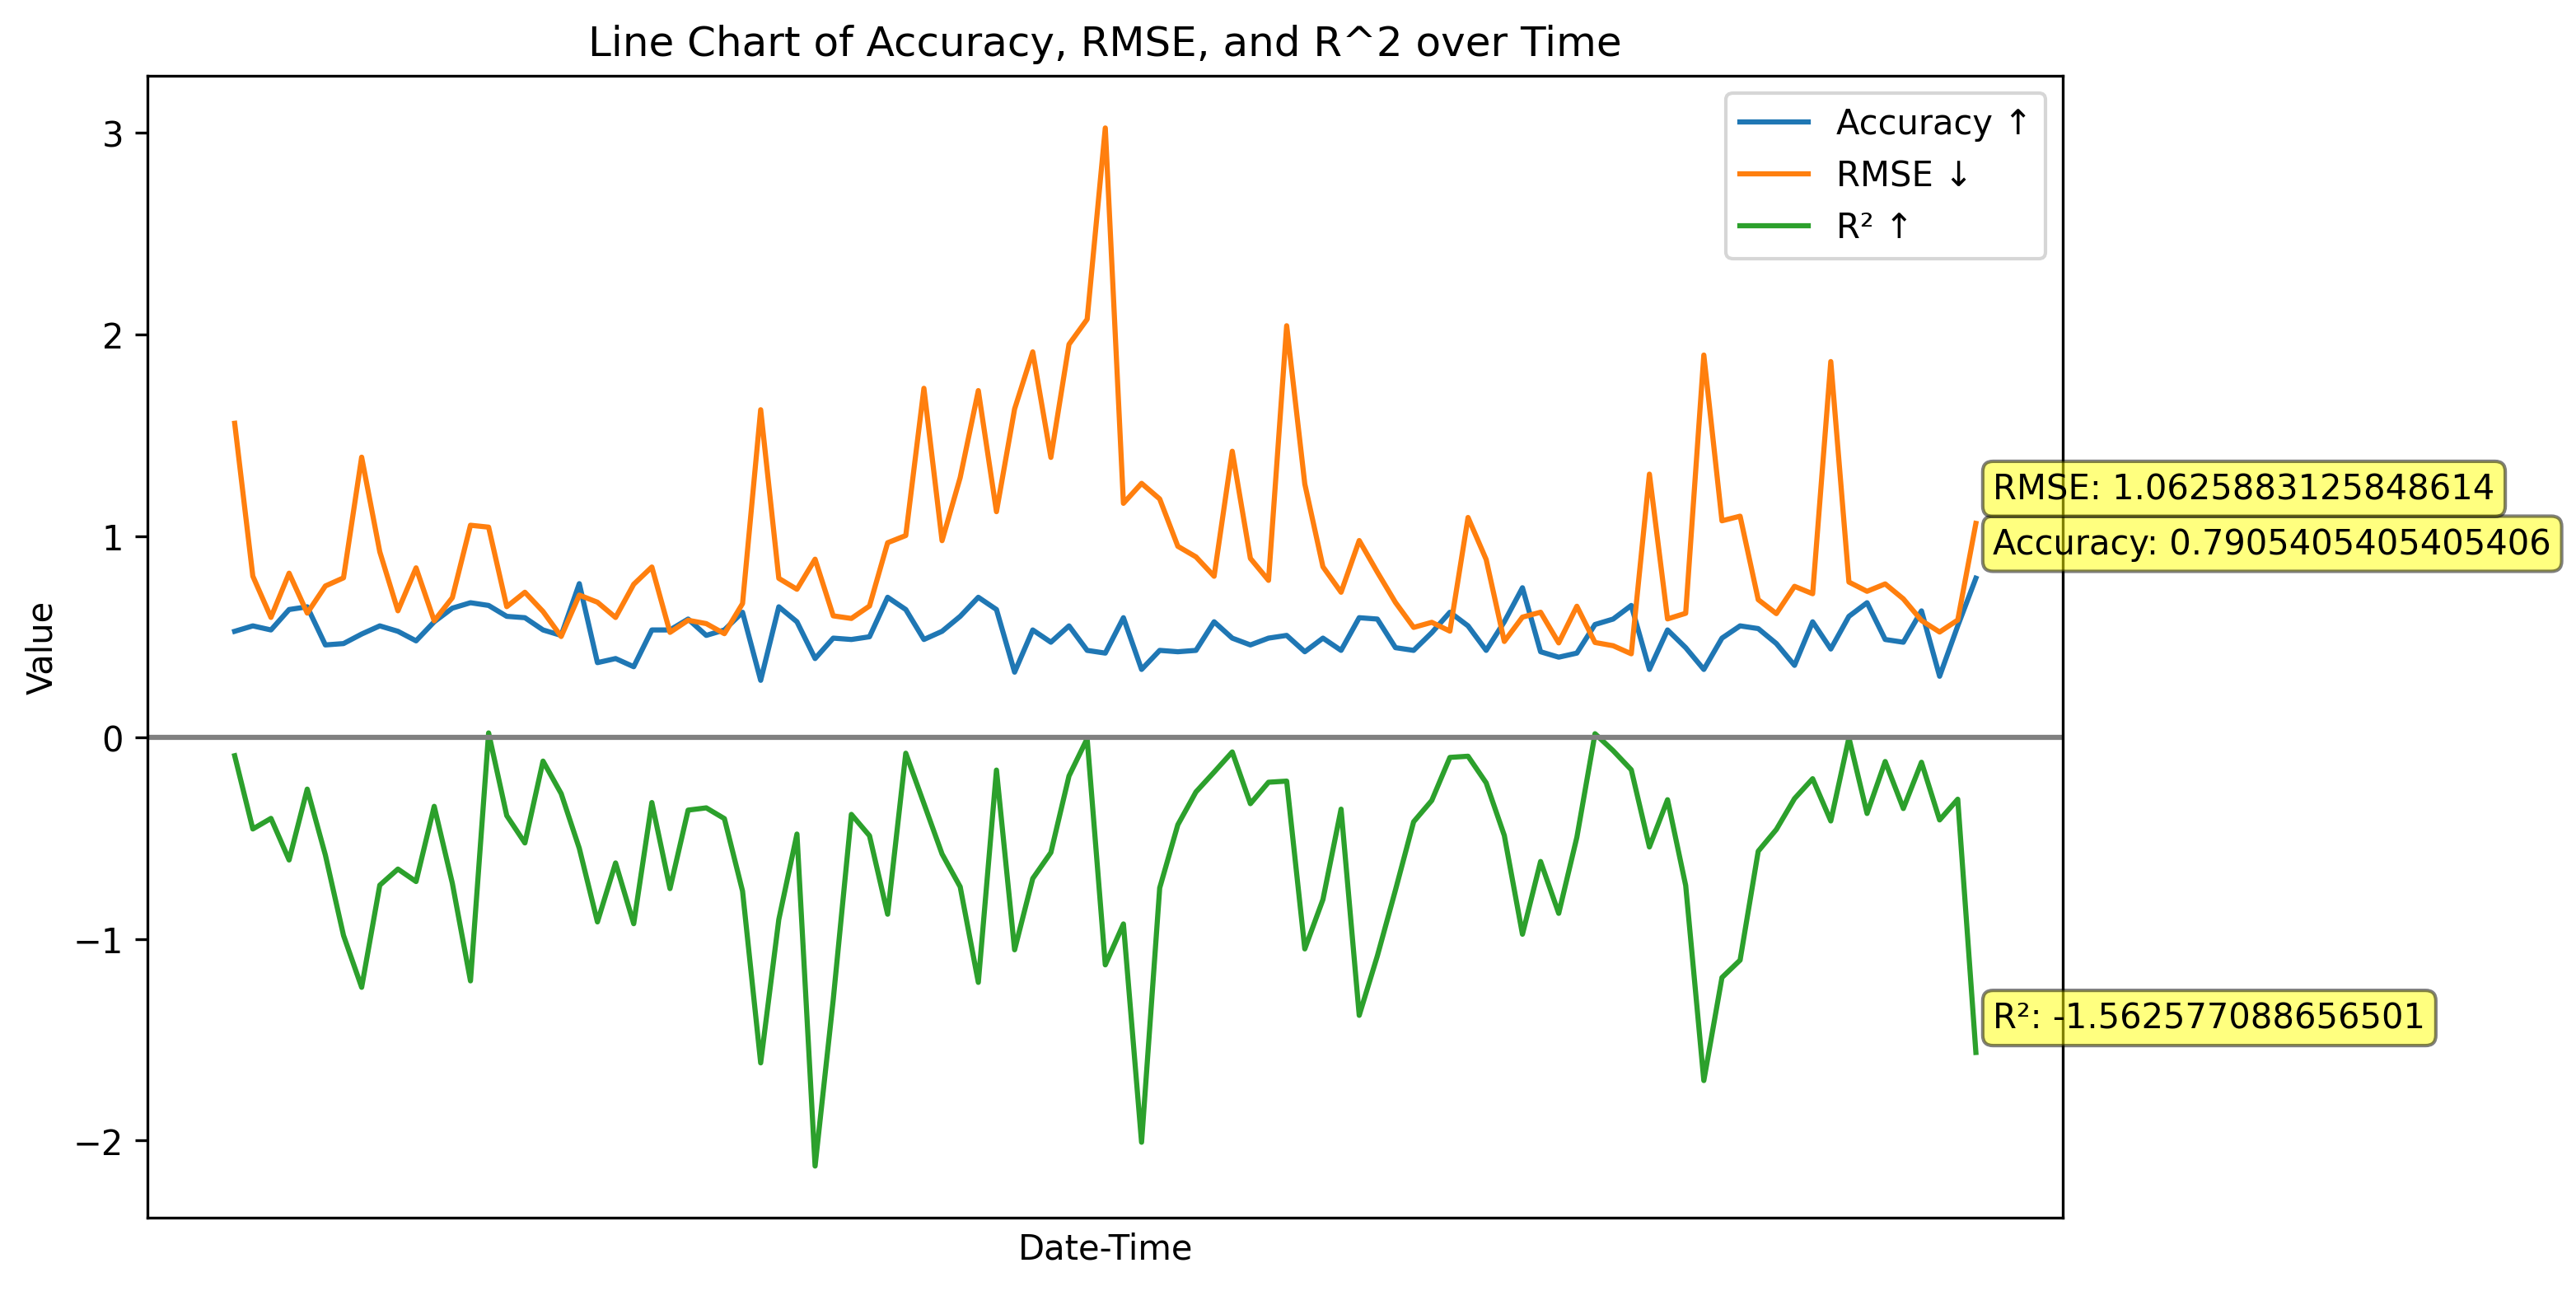 Line Chart of Accuracy, RMSE, and R^2 over Time
Accuracy ↑
RMSE ↓
R² ↑
3
2
1
0
−1
−2
Value
Date-Time
RMSE: 1.0625883125848614
Accuracy: 0.7905405405405406
R²: -1.562577088656501